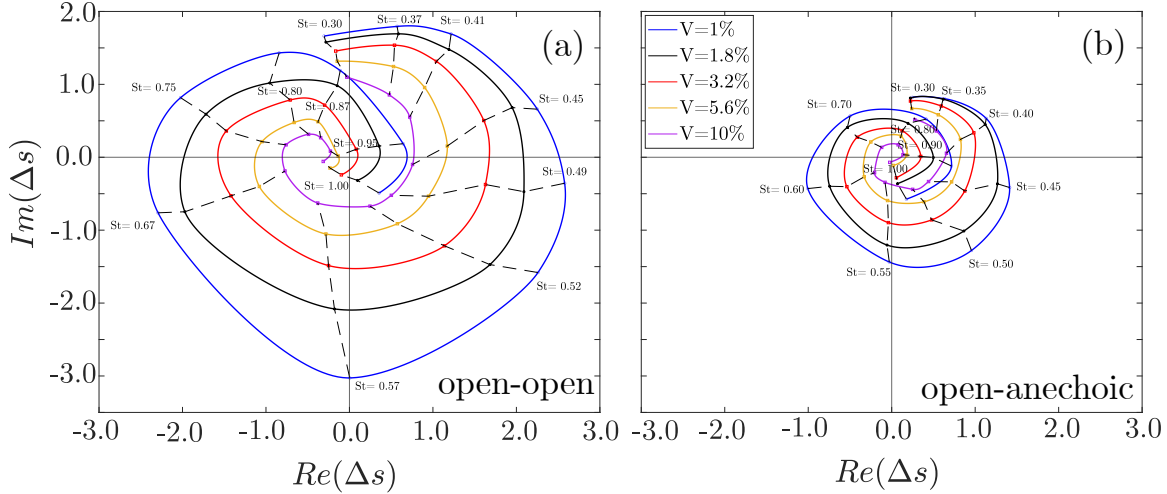 2.0
1.0
0.0
-1.0
-2.0
-3.0
Im(Δs)
St= 0.30
St= 0.37
St= 0.41
St= 0.45
St= 0.49
St= 0.52
St= 0.57
St= 0.67
St= 0.75
St= 0.80
St= 0.87
St= 0.95
St= 1.00
(a)
open-open
-3.0
-2.0
-1.0
0.0
1.0
2.0
3.0
Re(Δs)
V=1%
V=1.8%
V=3.2%
V=5.6%
V=10%
(b)
St= 0.30
St= 0.35
St= 0.40
St= 0.45
St= 0.50
St= 0.55
St= 0.60
St= 0.70
St= 0.80
St= 0.90
St= 1.00
open-anechoic
-3.0
-2.0
-1.0
0.0
1.0
2.0
3.0
Re(Δs)